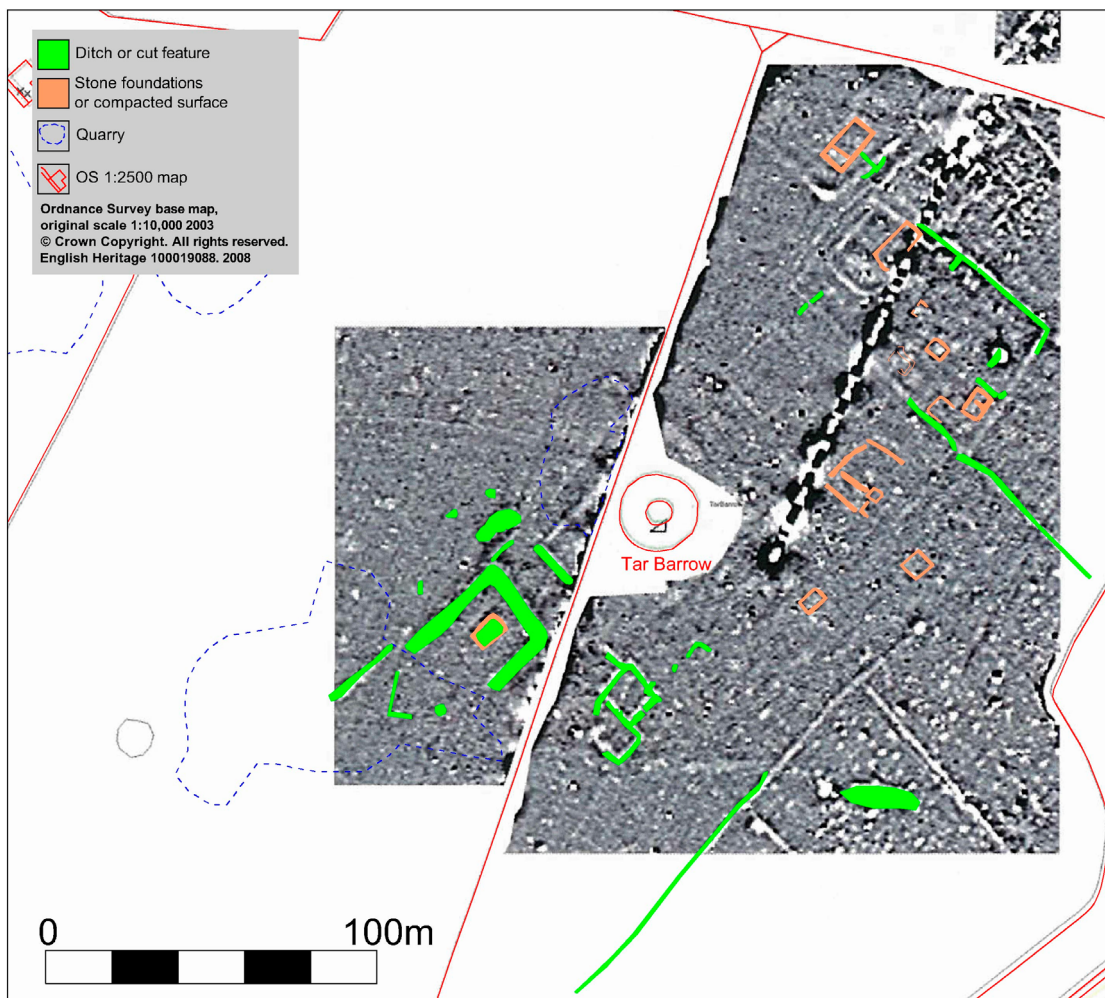 Ditch or cut feature
Stone foundations
or compacted surface
Quarry
OS 1:2500 map
Ordnance Survey base map,
original scale 1:10,000 2003
© Crown Copyright. All rights reserved.
English Heritage 100019088. 2008
TarBarrow
Tar Barrow
0 100m